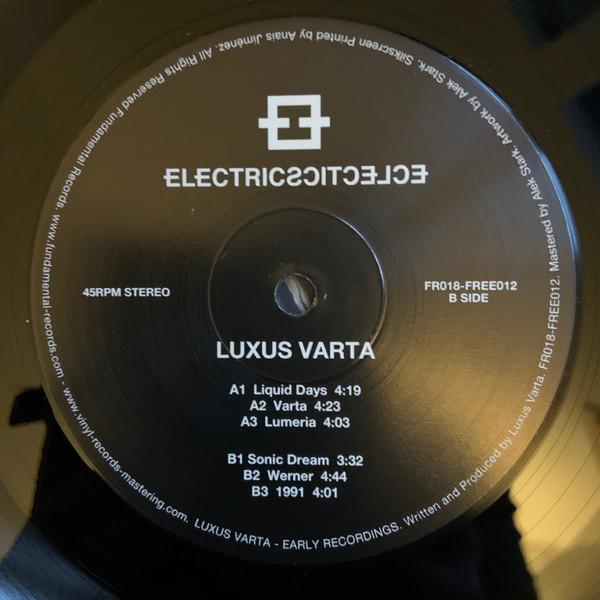 ELECTRICSCITCELCE
45RPM STEREO
FR018-FREE012
B SIDE
LUXUS VARTA
A1 Liquid Days 4:19
A2 Varta 4:23
A3 Lumeria 4:03
B1 Sonic Dream 3:32
B2 Werner 4:44
B3 1991 4:01
LUXUS VARTA - EARLY RECORDINGS. Written and Produced by Luxus Varta. FR018-FREE012. Mastered by Alek Stark. Artwork by Alek Stark. Silkscreen Printed by Anais Jiménez. All Rights Reserved Fundamental Records. www.fundamental-records.com - www.vinyl-records-mastering.com.